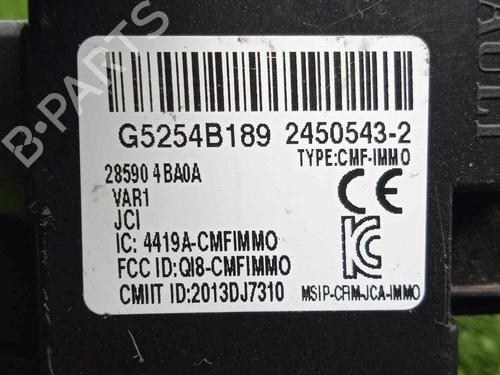 G5254B189 2450543-2
TYPE:CMF-IMMO
28590 4BA0A
VAR1
JCI
IC: 4419A-CMFIMMO
FCC ID:QI8-CMFIMMO
CMIIT ID:2013DJ7310
CE
MSIP-CRM-JCA-IMMO
B-PARTS